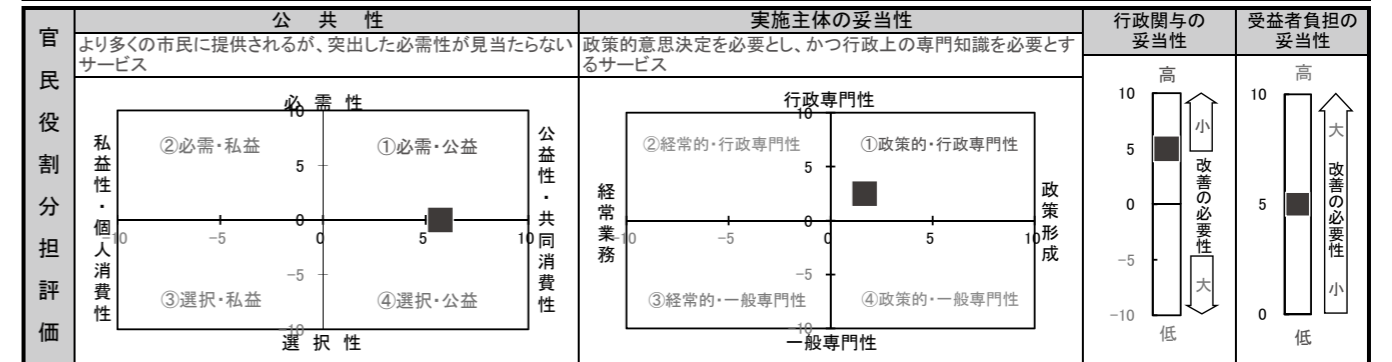 官民役割分担評価
公共性
より多くの市民に提供されるが、突出した必需性が見当たらない
サービス
必需性
10
5
0
-5
-10
-10
-5
0
5
10
②必需・私益
①必需・公益
③選択・私益
④選択・公益
私益性・個人消費性
公益性・共同消費性
選択性
実施主体の妥当性
政策的意思決定を必要とし、かつ行政上の専門知識を必要とす
るサービス
行政専門性
10
5
0
-5
-10
-10
-5
0
5
10
②経常的・行政専門性
①政策的・行政専門性
③経常的・一般専門性
④政策的・一般専門性
経常業務
政策形成
一般専門性
行政関与の
妥当性
高
10
5
0
-5
-10
低
小
改善の必要性
大
受益者負担の
妥当性
高
10
5
0
低
大
改善の必要性
小